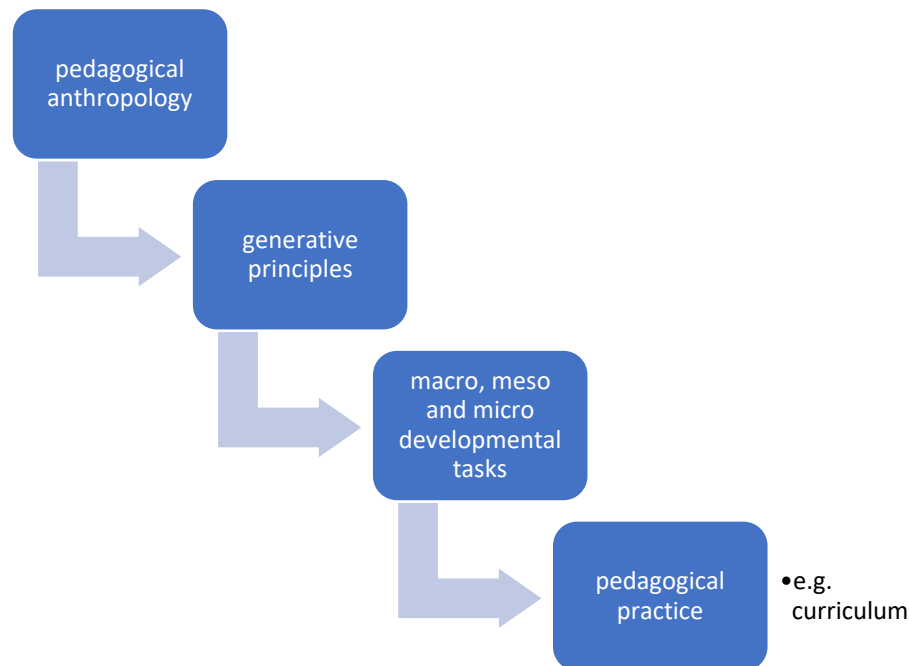 pedagogical
anthropology
generative
principles
macro, meso
and micro
developmental
tasks
pedagogical
practice
•e.g.
curriculum